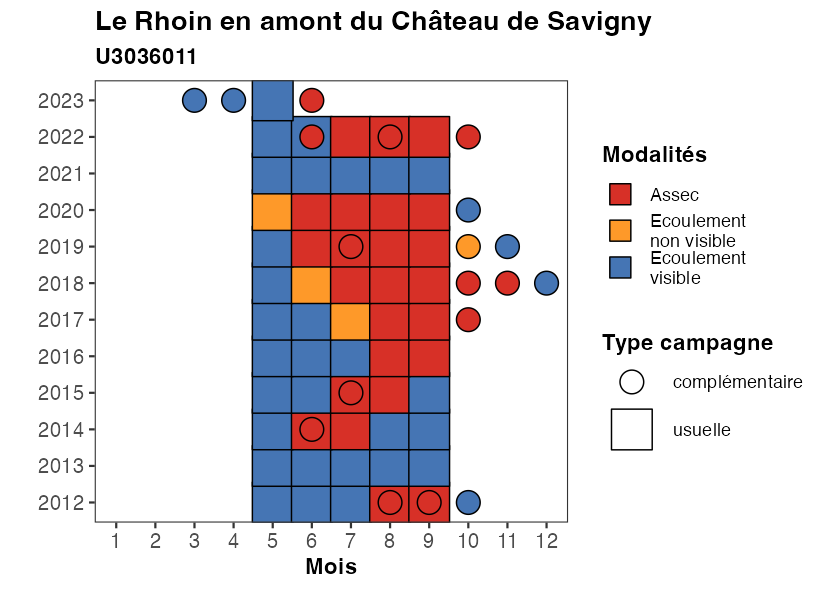 Le Rhoin en amont du Château de Savigny
U3036011
2023
2022
2021
2020
2019
2018
2017
2016
2015
2014
2013
2012
1 2 3 4 5 6 7 8 9 10 11 12
Mois
Modalités
Assec
Ecoulement
non visible
Ecoulement
visible
Type campagne
complémentaire
usuelle